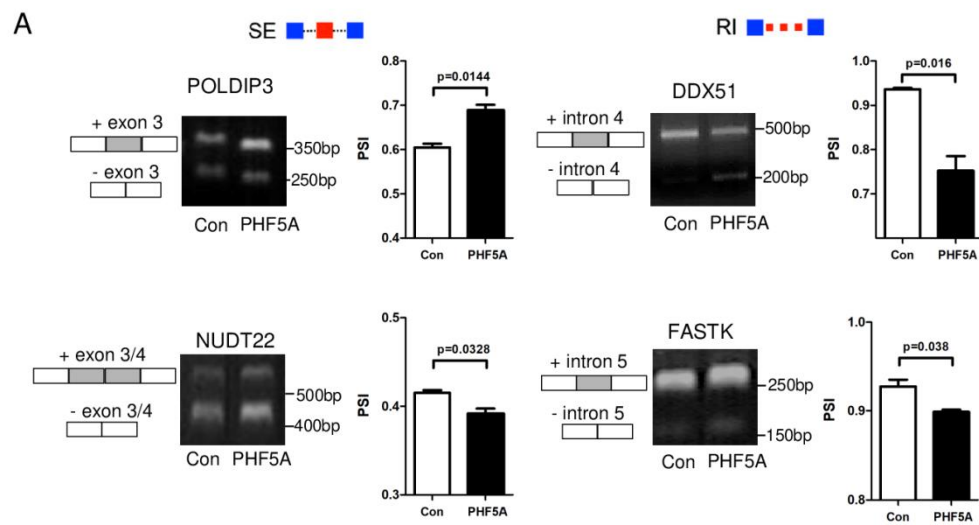 A
SE
RI
POLDIP3
+ exon 3
- exon 3
350bp
250bp
Con PHF5A
PSI
0.7
0.6
0.5
0.4
p=0.0144
Con PHF5A
DDX51
+ intron 4
- intron 4
500bp
200bp
Con PHF5A
PSI
1.0
0.9
0.8
0.7
p=0.016
Con PHF5A
NUDT22
+ exon 3/4
- exon 3/4
500bp
400bp
Con PHF5A
PSI
0.5
0.4
0.3
p=0.0328
Con PHF5A
FASTK
+ intron 5
- intron 5
250bp
150bp
Con PHF5A
PSI
1.0
0.9
0.8
p=0.038
Con PHF5A